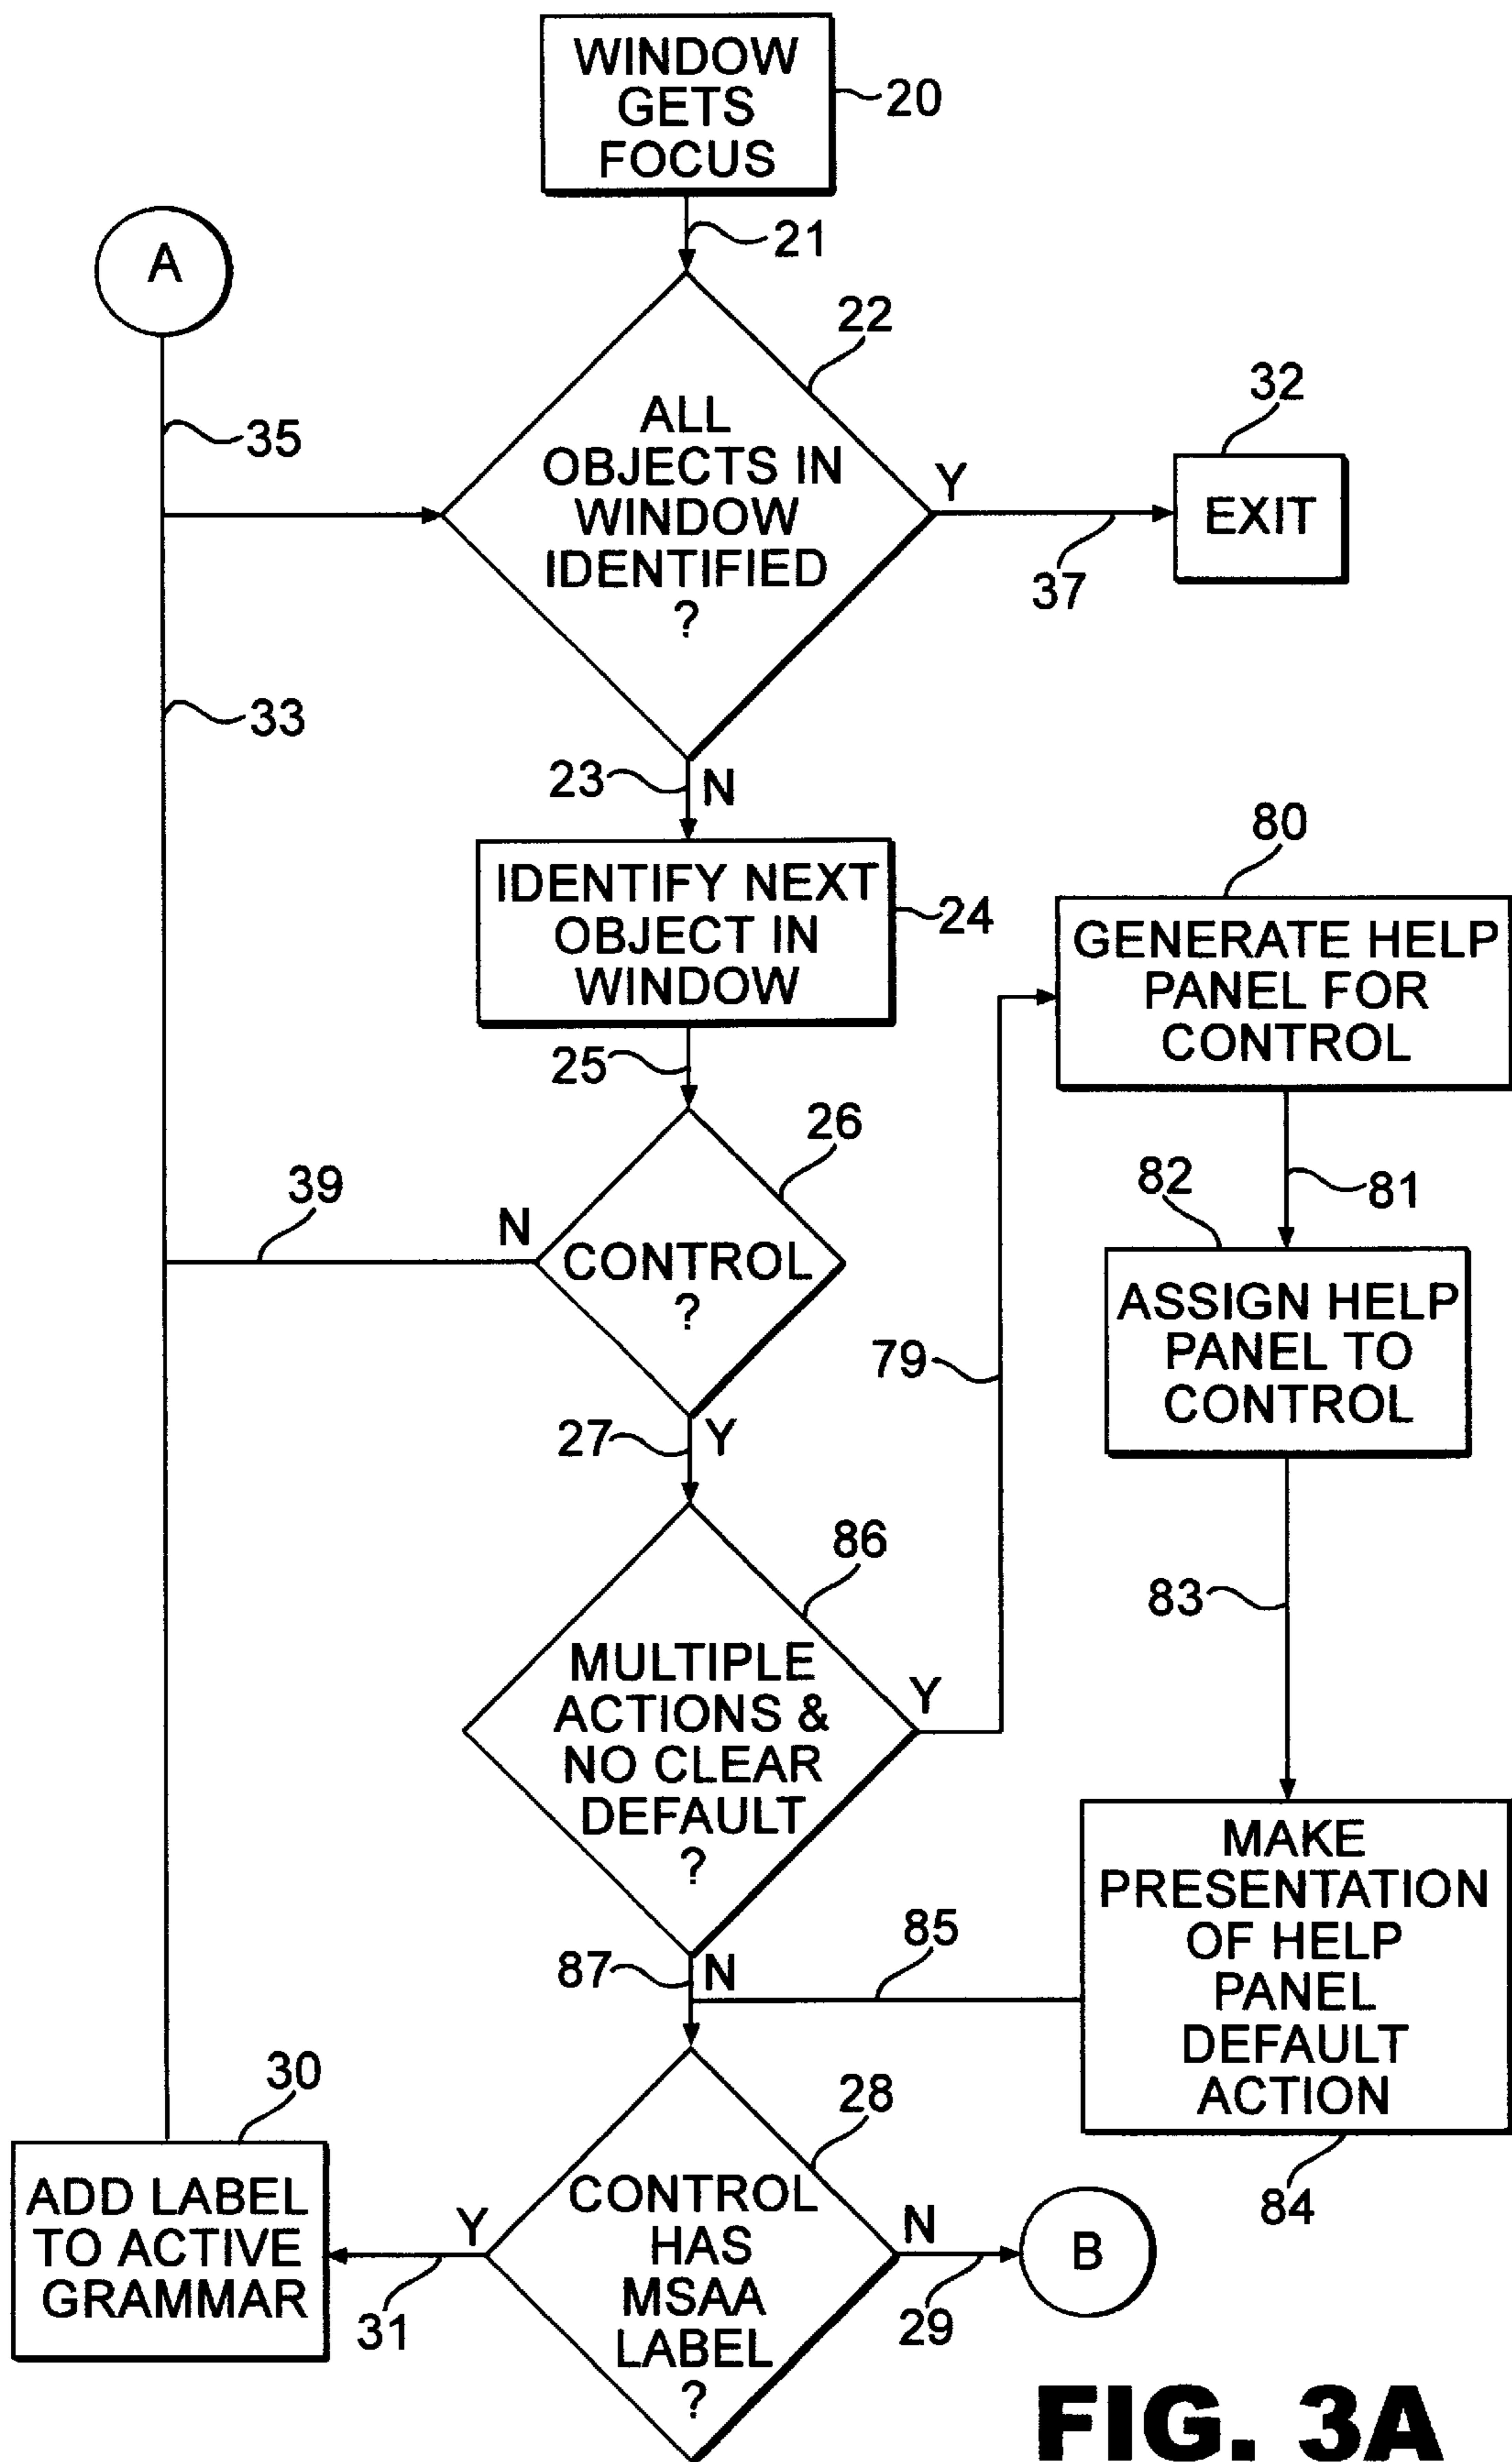 WINDOW
GETS
FOCUS
20
21
A
22
ALL
OBJECTS IN
WINDOW
IDENTIFIED
?
Y
37
32
EXIT
35
33
23
N
IDENTIFY NEXT
OBJECT IN
WINDOW
24
25
26
CONTROL
?
N
39
27
Y
86
MULTIPLE
ACTIONS &
NO CLEAR
DEFAULT
?
Y
79
80
GENERATE HELP
PANEL FOR
CONTROL
81
82
ASSIGN HELP
PANEL TO
CONTROL
83
MAKE
PRESENTATION
OF HELP
PANEL
DEFAULT
ACTION
84
85
87
N
28
CONTROL
HAS
MSAA
LABEL
?
Y
31
30
ADD LABEL
TO ACTIVE
GRAMMAR
N
29
B
FIG. 3A